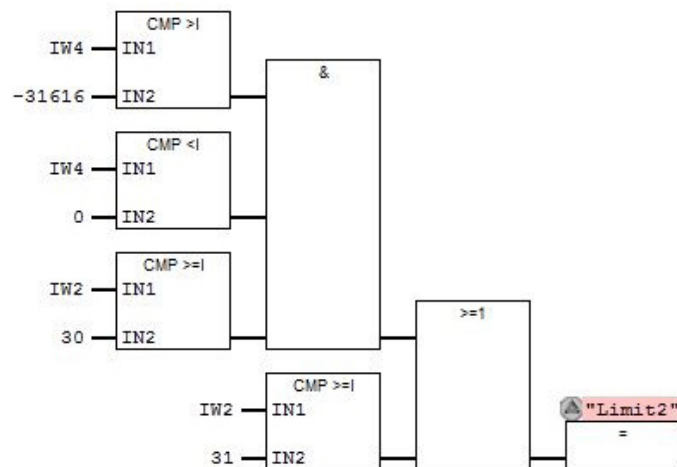 CMP >I
IW4 IN1
-31616 IN2
&
CMP <I
IW4 IN1
0 IN2
CMP >=I
IW2 IN1
30 IN2
>=1
CMP >=I
IW2 IN1
"Limit2"
=
31 IN2